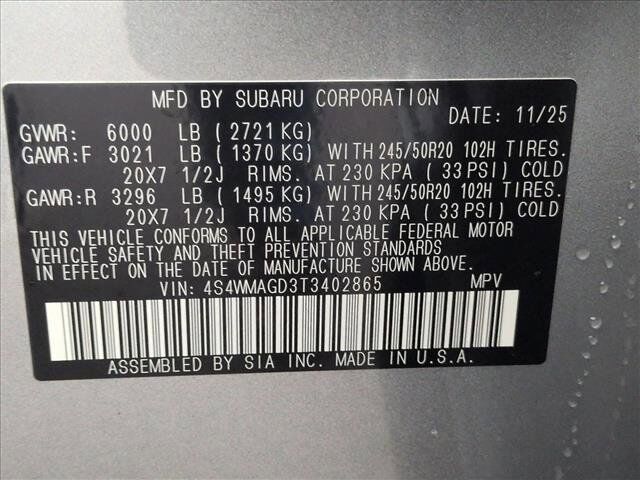 MFD BY SUBARU CORPORATION
DATE: 11/25
GVWR: 6000 LB ( 2721 KG)
GAWR:F 3021 LB ( 1370 KG) WITH 245/50R20 102H TIRES.
20X7 1/2J RIMS. AT 230 KPA ( 33 PSI) COLD
GAWR:R 3296 LB ( 1495 KG) WITH 245/50R20 102H TIRES.
20X7 1/2J RIMS. AT 230 KPA ( 33 PSI) COLD
THIS VEHICLE CONFORMS TO ALL APPLICABLE FEDERAL MOTOR
VEHICLE SAFETY AND THEFT PREVENTION STANDARDS
IN EFFECT ON THE DATE OF MANUFACTURE SHOWN ABOVE.
VIN: 4S4WMAGD3T3402865 MPV
ASSEMBLED BY SIA INC. MADE IN U.S.A.